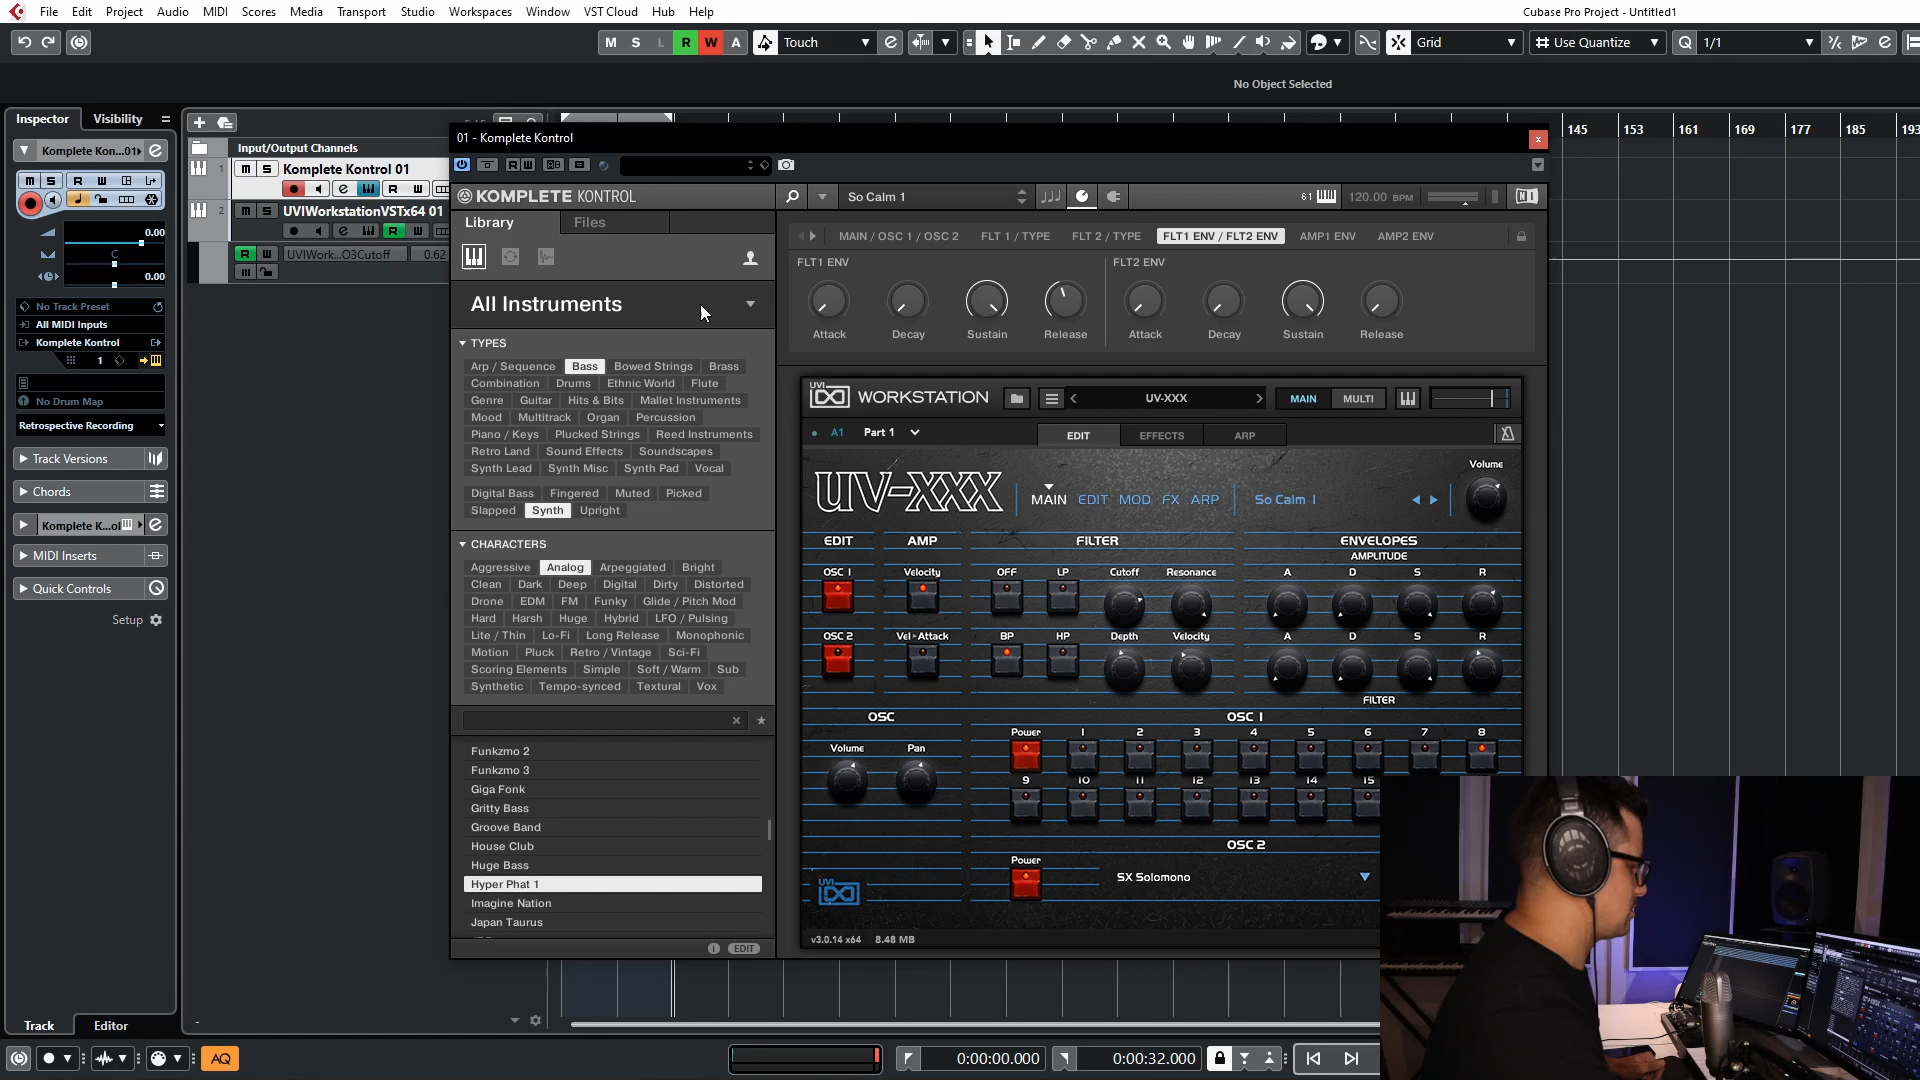 File Edit Project Audio MIDI Scores Media Transport Studio Workspaces Window VST Cloud Hub Help
Cubase Pro Project - Untitled1
M S L R W A Touch
Grid
Use Quantize
Q 1/1
No Object Selected
Inspector Visibility
Input/Output Channels
145 153 161 169 177 185 193
Komplete Kon...01
M S R W
0.00
C
0.00
No Track Preset
All MIDI Inputs
Komplete Kontrol
1
No Drum Map
Retrospective Recording
Track Versions
Chords
Komplete K...ol
MIDI Inserts
Quick Controls
Setup
1 M S Komplete Kontrol 01
R W
2 M S UVIWorkstationVSTx64 01
R W
R W UVIWork...O3Cutoff 0.62
01 - Komplete Kontrol
KOMPLETE KONTROL
So Calm 1
61
120.00 BPM
Library Files
All Instruments
TYPES
Arp / Sequence Bass Bowed Strings Brass
Combination Drums Ethnic World Flute
Genre Guitar Hits & Bits Mallet Instruments
Mood Multitrack Organ Percussion
Piano / Keys Plucked Strings Reed Instruments
Retro Land Sound Effects Soundscapes
Synth Lead Synth Misc Synth Pad Vocal
Digital Bass Fingered Muted Picked
Slapped Synth Upright
CHARACTERS
Aggressive Analog Arpeggiated Bright
Clean Dark Deep Digital Dirty Distorted
Drone EDM FM Funky Glide / Pitch Mod
Hard Harsh Huge Hybrid LFO / Pulsing
Lite / Thin Lo-Fi Long Release Monophonic
Motion Pluck Retro / Vintage Sci-Fi
Scoring Elements Simple Soft / Warm Sub
Synthetic Tempo-synced Textural Vox
Funkzmo 2
Funkzmo 3
Giga Fonk
Gritty Bass
Groove Band
House Club
Huge Bass
Hyper Phat 1
Imagine Nation
Japan Taurus
EDIT
MAIN / OSC 1 / OSC 2 FLT 1 / TYPE FLT 2 / TYPE FLT1 ENV / FLT2 ENV AMP1 ENV AMP2 ENV
FLT1 ENV FLT2 ENV
Attack Decay Sustain Release Attack Decay Sustain Release
UVI WORKSTATION
UV-XXX
MAIN MULTI
A1 Part 1
EDIT EFFECTS ARP
UV-XXX
MAIN EDIT MOD FX ARP So Calm 1
Volume
EDIT AMP FILTER ENVELOPES
AMPLITUDE
OSC 1 Velocity OFF LP Cutoff Resonance A D S R
OSC 2 Vel>Attack BP HP Depth Velocity A D S R
FILTER
OSC OSC 1
Volume Pan
Power 1 2 3 4 5 6 7 8
9 10 11 12 13 14 15
OSC 2
Power
SX Solomono
UVI
v3.0.14 x64 8.48 MB
Track Editor
AQ
0:00:00.000
0:00:32.000